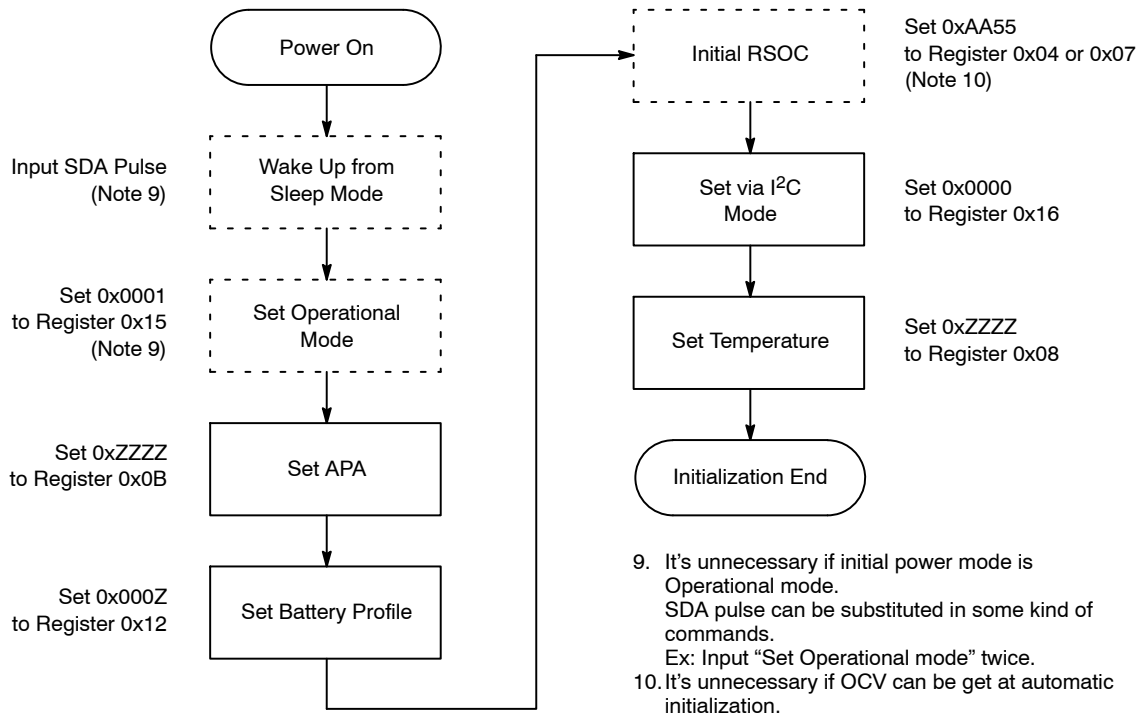 Power On
Input SDA Pulse
(Note 9)
Wake Up from
Sleep Mode
Set 0x0001
to Register 0x15
(Note 9)
Set Operational
Mode
Set 0xZZZZ
to Register 0x0B
Set APA
Set 0x000Z
to Register 0x12
Set Battery Profile
Initial RSOC
Set 0xAA55
to Register 0x04 or 0x07
(Note 10)
Set via I²C
Mode
Set 0x0000
to Register 0x16
Set Temperature
Set 0xZZZZ
to Register 0x08
Initialization End
9. It’s unnecessary if initial power mode is
Operational mode.
SDA pulse can be substituted in some kind of
commands.
Ex: Input “Set Operational mode” twice.
10. It’s unnecessary if OCV can be get at automatic
initialization.